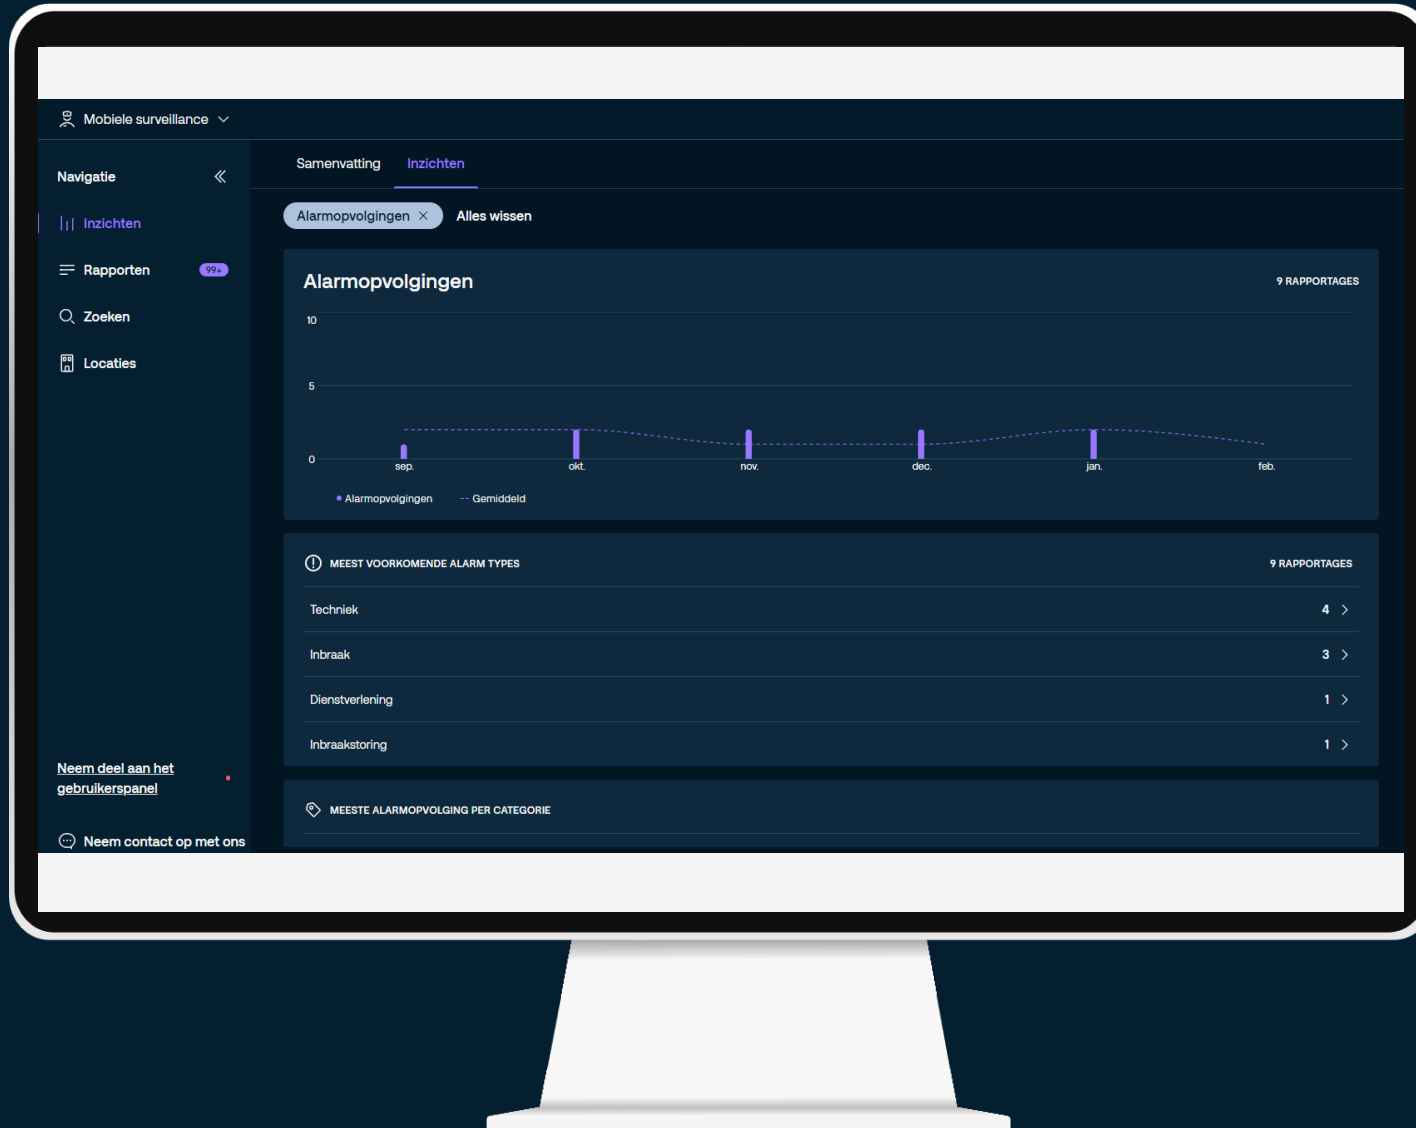 Mobiele surveillance
Navigatie
Inzichten
Rapporten 99+
Zoeken
Locaties
Neem deel aan het
gebruikerspanel
Neem contact op met ons
Samenvatting Inzichten
Alarmopvolgingen Alles wissen
Alarmopvolgingen 9 RAPPORTAGES
10
5
0
sep. okt. nov. dec. jan. feb.
Alarmopvolgingen Gemiddeld
MEEST VOORKOMENDE ALARM TYPES 9 RAPPORTAGES
Techniek 4
Inbraak 3
Dienstverlening 1
Inbraakstoring 1
MEESTE ALARMOPVOLGING PER CATEGORIE